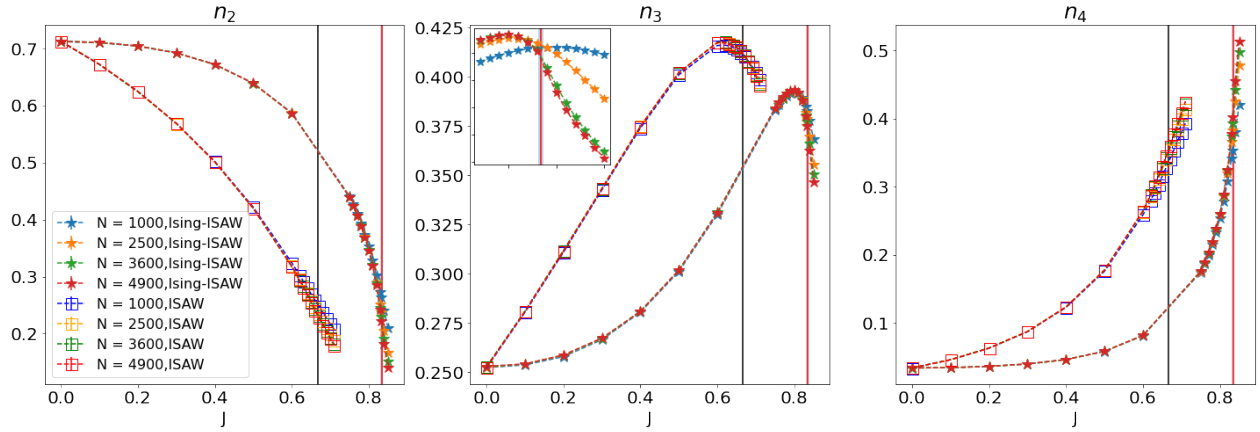 n₂
0.7
0.6
0.5
0.4
0.3
0.2
N = 1000,Ising-ISAW
N = 2500,Ising-ISAW
N = 3600,Ising-ISAW
N = 4900,Ising-ISAW
N = 1000,ISAW
N = 2500,ISAW
N = 3600,ISAW
N = 4900,ISAW
0.0 0.2 0.4 0.6 0.8
J
n₃
0.425
0.400
0.375
0.350
0.325
0.300
0.275
0.250
0.0 0.2 0.4 0.6 0.8
J
n₄
0.5
0.4
0.3
0.2
0.1
0.0 0.2 0.4 0.6 0.8
J